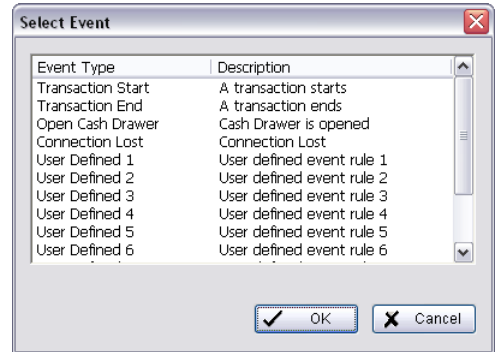 Select Event
Event Type Description
Transaction Start A transaction starts
Transaction End A transaction ends
Open Cash Drawer Cash Drawer is opened
Connection Lost Connection Lost
User Defined 1 User defined event rule 1
User Defined 2 User defined event rule 2
User Defined 3 User defined event rule 3
User Defined 4 User defined event rule 4
User Defined 5 User defined event rule 5
User Defined 6 User defined event rule 6
OK Cancel